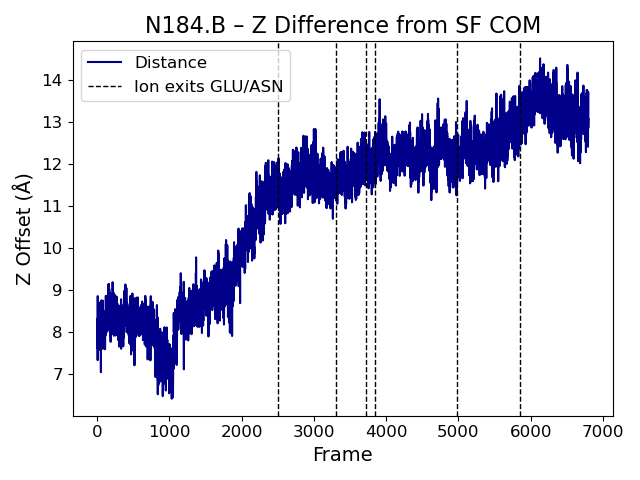 N184.B – Z Difference from SF COM
Distance
Ion exits GLU/ASN
14
13
12
11
10
9
8
7
Z Offset (Å)
0 1000 2000 3000 4000 5000 6000 7000
Frame